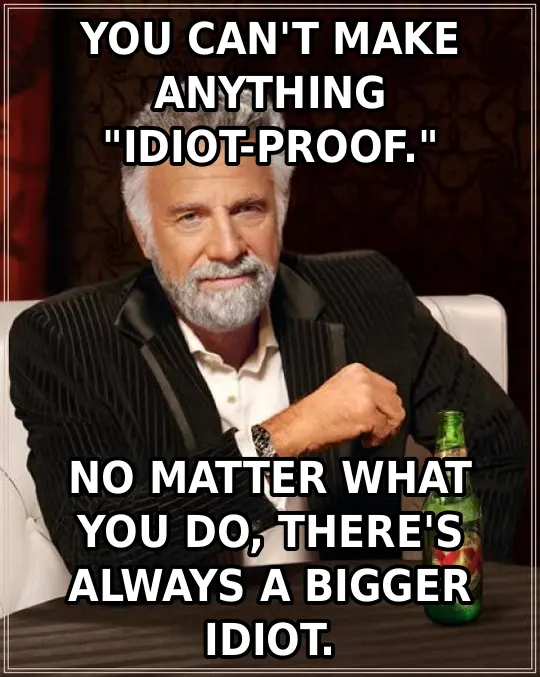 YOU CAN'T MAKE
ANYTHING
"IDIOT-PROOF."
NO MATTER WHAT
YOU DO, THERE'S
ALWAYS A BIGGER
IDIOT.